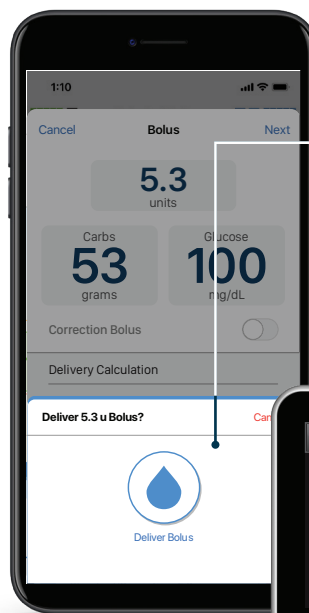 1:10
Cancel Bolus Next
5.3
units
Carbs Glucose
53 100
grams mg/dL
Correction Bolus
Delivery Calculation
Deliver 5.3 u Bolus?
Deliver Bolus